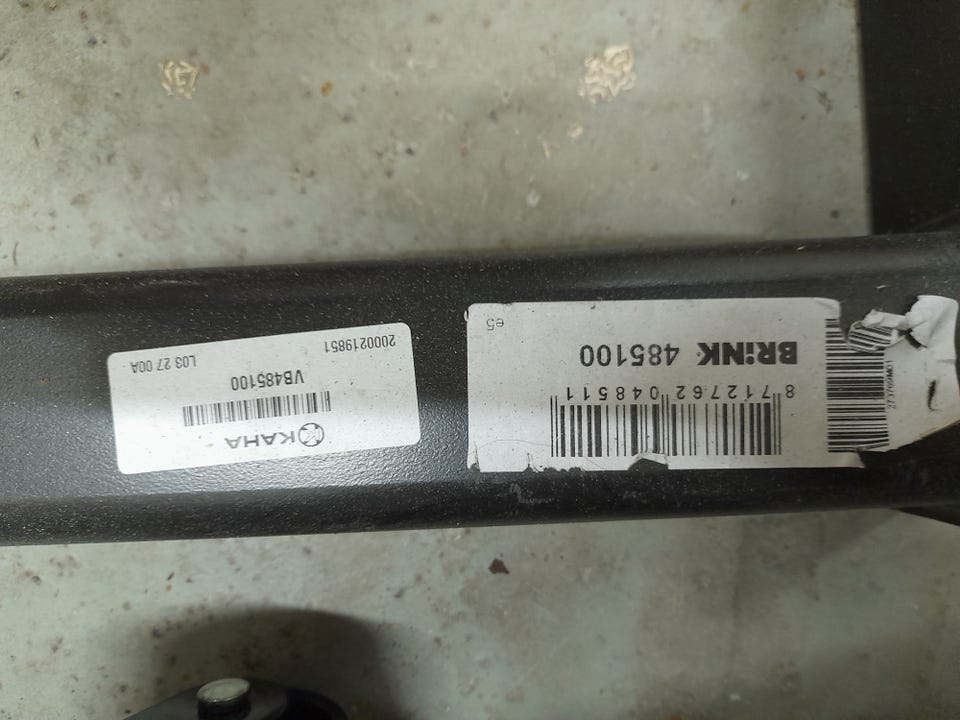 KAHA
VB485100
2000219851
L03 27 00A
8 712762 048511
BRiNK 485100
e5